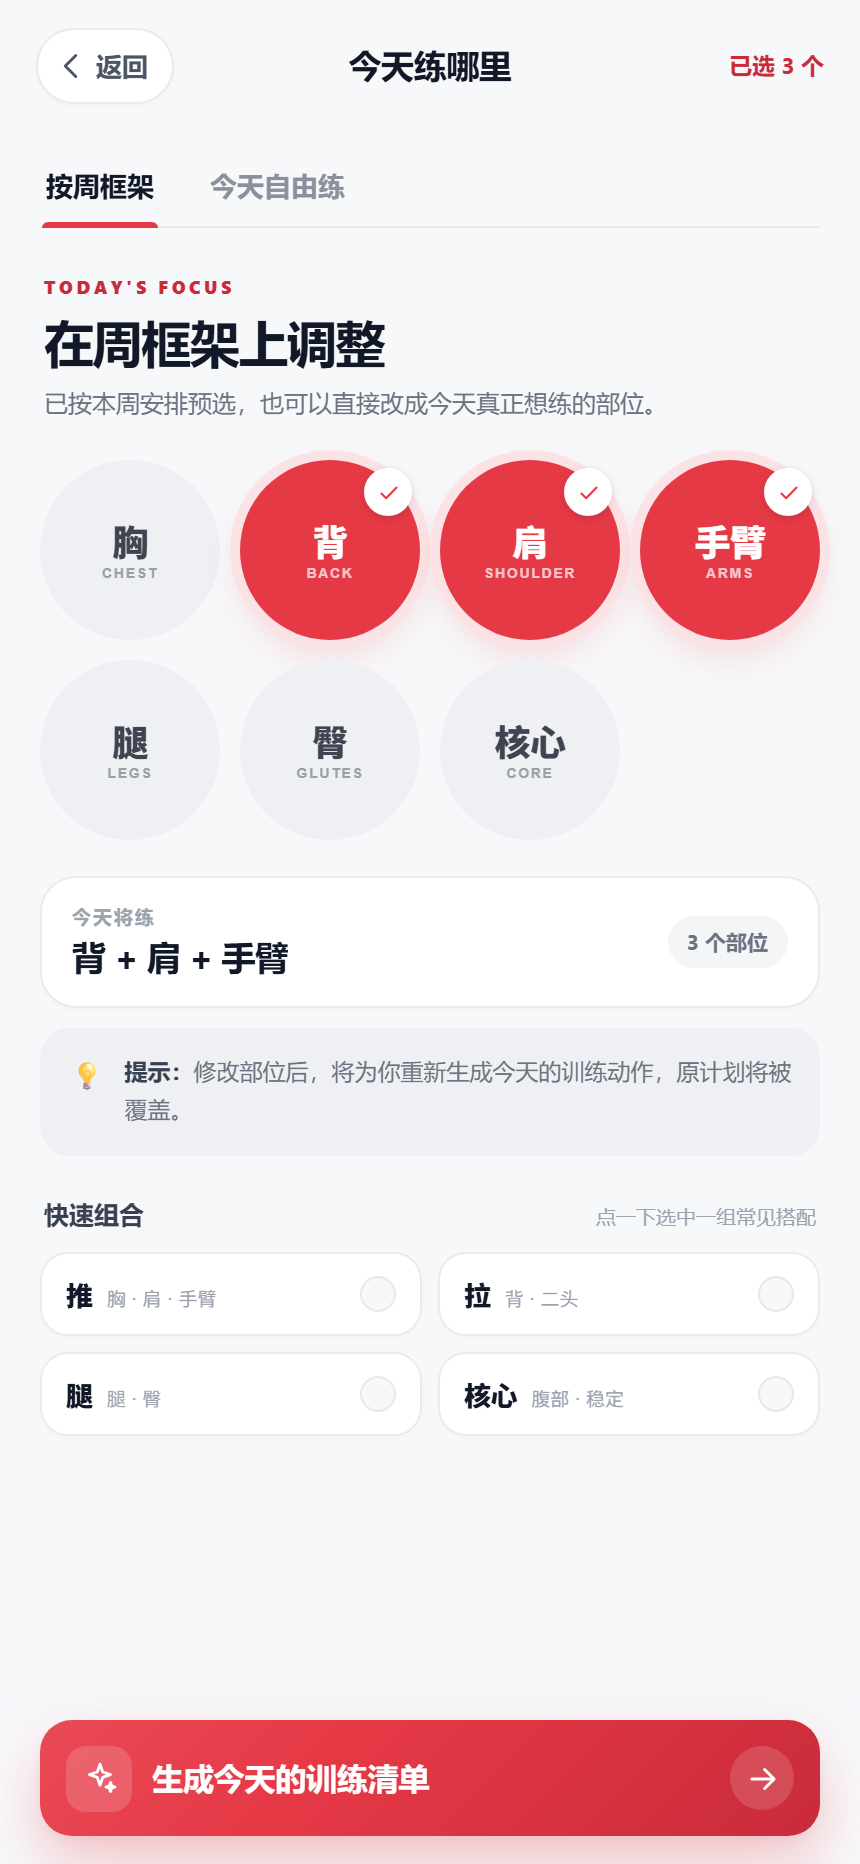 返回
今天练哪里
已选 3 个
按周框架
今天自由练
TODAY'S FOCUS
在周框架上调整
已按本周安排预选，也可以直接改成今天真正想练的部位。
胸
CHEST
背
BACK
肩
SHOULDER
手臂
ARMS
腿
LEGS
臀
GLUTES
核心
CORE
今天将练
背 + 肩 + 手臂
3 个部位
提示：修改部位后，将为你重新生成今天的训练动作，原计划将被
覆盖。
快速组合
点一下选中一组常见搭配
推 胸 · 肩 · 手臂
拉 背 · 二头
腿 腿 · 臀
核心 腹部 · 稳定
生成今天的训练清单